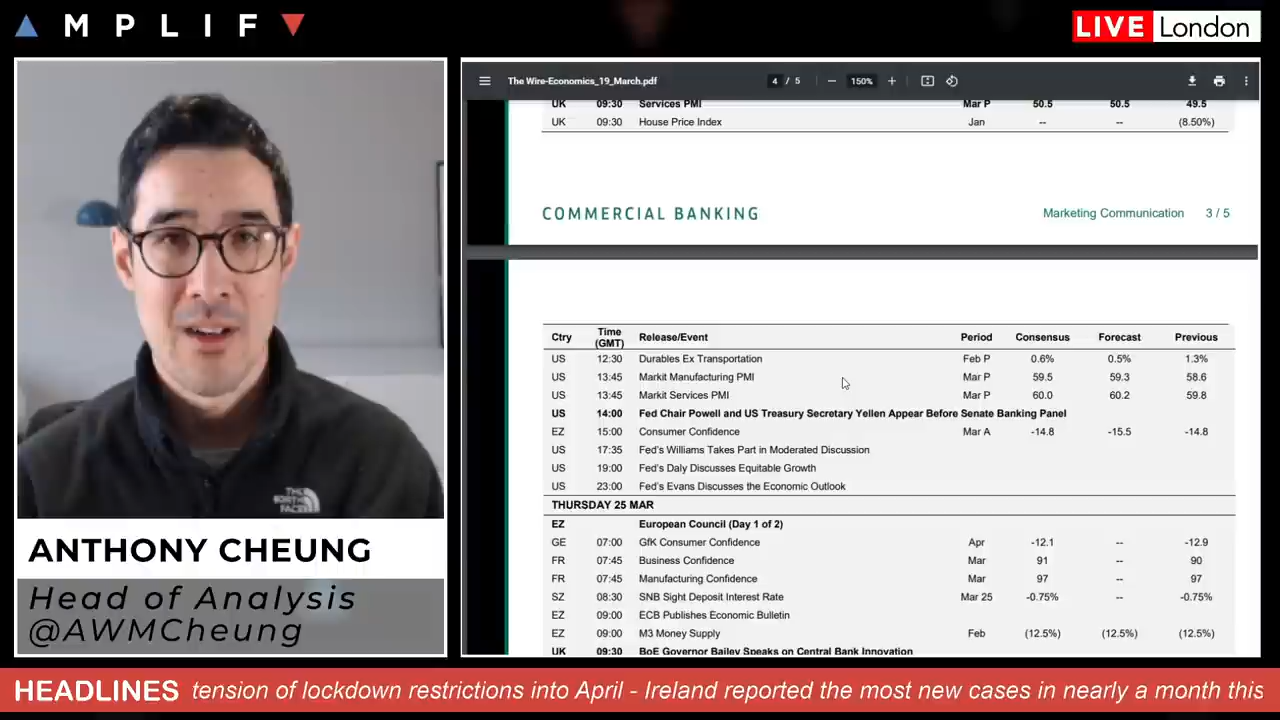 AMPLIFY
LIVE London
The Wire-Economics_19_March.pdf 4 / 5 150%
UK 09:30 Services PMI Mar P 50.5 50.5 49.5
UK 09:30 House Price Index Jan -- -- (8.50%)
COMMERCIAL BANKING Marketing Communication 3 / 5
Ctry Time (GMT) Release/Event Period Consensus Forecast Previous
US 12:30 Durables Ex Transportation Feb P 0.6% 0.5% 1.3%
US 13:45 Markit Manufacturing PMI Mar P 59.5 59.3 58.6
US 13:45 Markit Services PMI Mar P 60.0 60.2 59.8
US 14:00 Fed Chair Powell and US Treasury Secretary Yellen Appear Before Senate Banking Panel
EZ 15:00 Consumer Confidence Mar A -14.8 -15.5 -14.8
US 17:35 Fed's Williams Takes Part in Moderated Discussion
US 19:00 Fed's Daly Discusses Equitable Growth
US 23:00 Fed's Evans Discusses the Economic Outlook
THURSDAY 25 MAR
EZ European Council (Day 1 of 2)
GE 07:00 GfK Consumer Confidence Apr -12.1 -- -12.9
FR 07:45 Business Confidence Mar 91 -- 90
FR 07:45 Manufacturing Confidence Mar 97 -- 97
SZ 08:30 SNB Sight Deposit Interest Rate Mar 25 -0.75% -- -0.75%
EZ 09:00 ECB Publishes Economic Bulletin
EZ 09:00 M3 Money Supply Feb (12.5%) (12.5%) (12.5%)
UK 09:30 BoE Governor Bailey Speaks on Central Bank Innovation
THE NORTH FACE
ANTHONY CHEUNG
Head of Analysis
@AWMCheung
HEADLINES tension of lockdown restrictions into April - Ireland reported the most new cases in nearly a month this